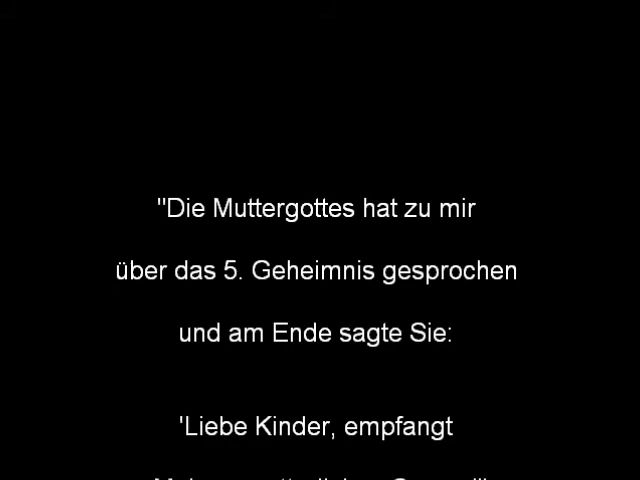 "Die Muttergottes hat zu mir
über das 5. Geheimnis gesprochen
und am Ende sagte Sie:
'Liebe Kinder, empfangt